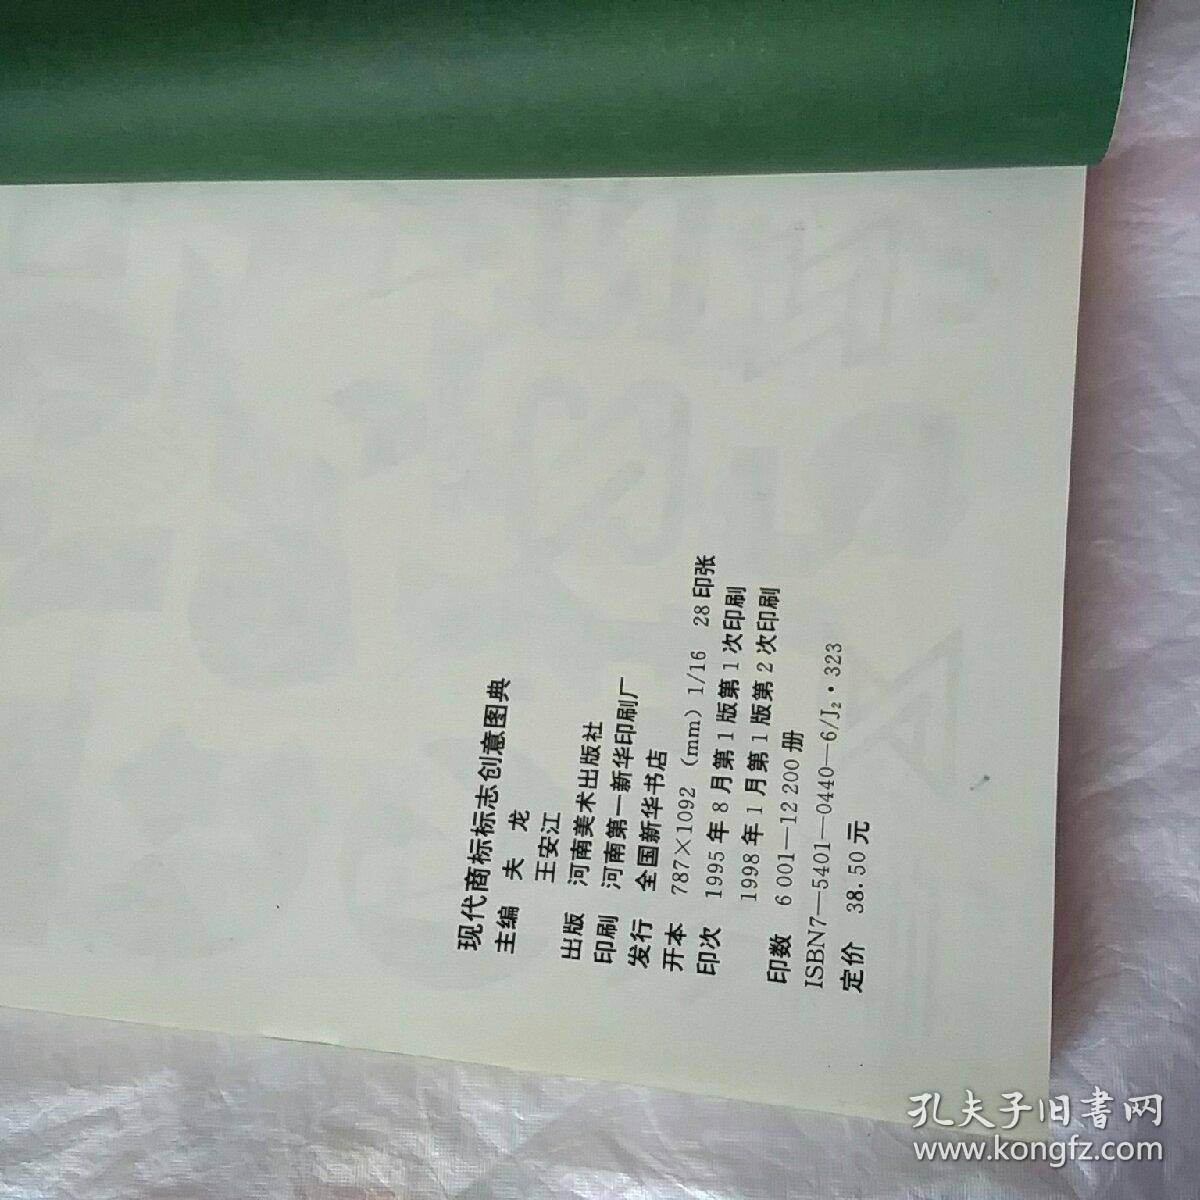 现代商标标志创意图典
主编 夫 龙
王安江
出版 河南美术出版社
印刷 河南第一新华印刷厂
发行 全国新华书店
开本 787×1092(mm)1/16 28印张
印次 1995年8月第1版第1次印刷
1998年1月第1版第2次印刷
印数 6 001—12 200册
ISBN7—5401—0440—6/J₂·323
定价 38.50元
孔夫子旧書网
www.kongfz.com